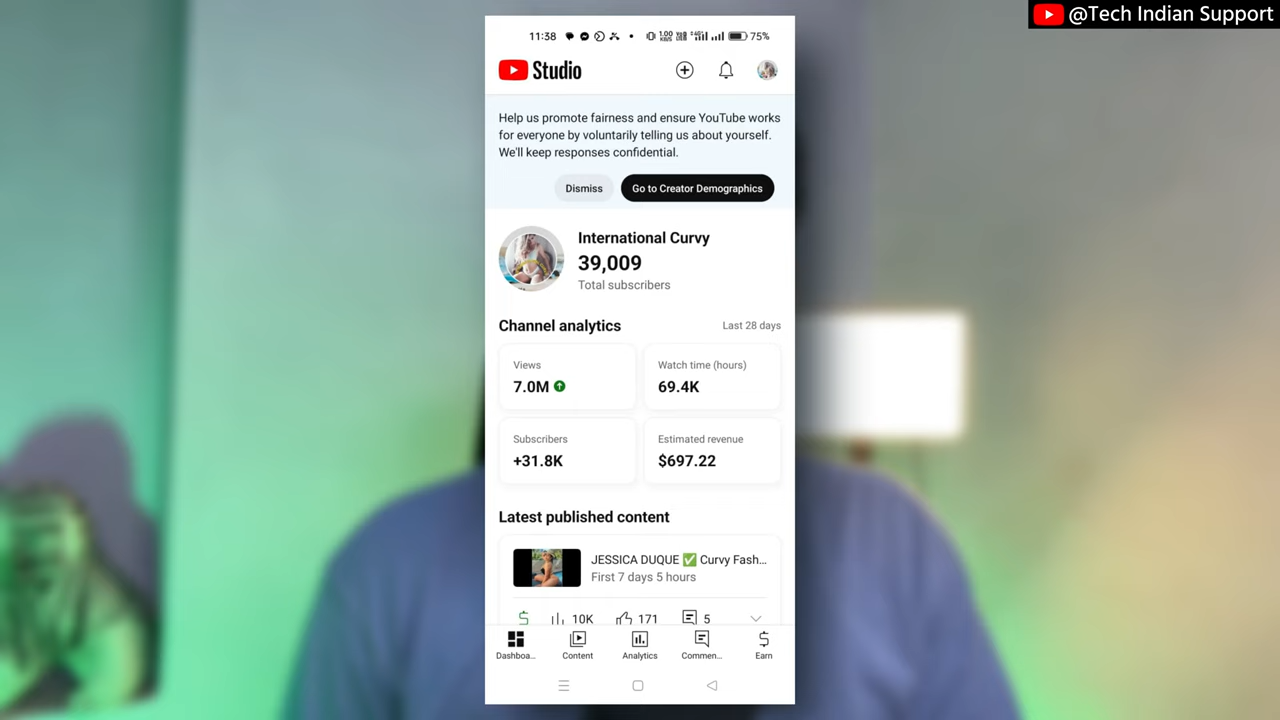 @Tech Indian Support
11:38
75%
Studio
Help us promote fairness and ensure YouTube works
for everyone by voluntarily telling us about yourself.
We'll keep responses confidential.
Dismiss
Go to Creator Demographics
International Curvy
39,009
Total subscribers
Channel analytics
Last 28 days
Views
7.0M
Watch time (hours)
69.4K
Subscribers
+31.8K
Estimated revenue
$697.22
Latest published content
JESSICA DUQUE ✅ Curvy Fash...
First 7 days 5 hours
10K
171
5
Dashboa...
Content
Analytics
Commen...
Earn